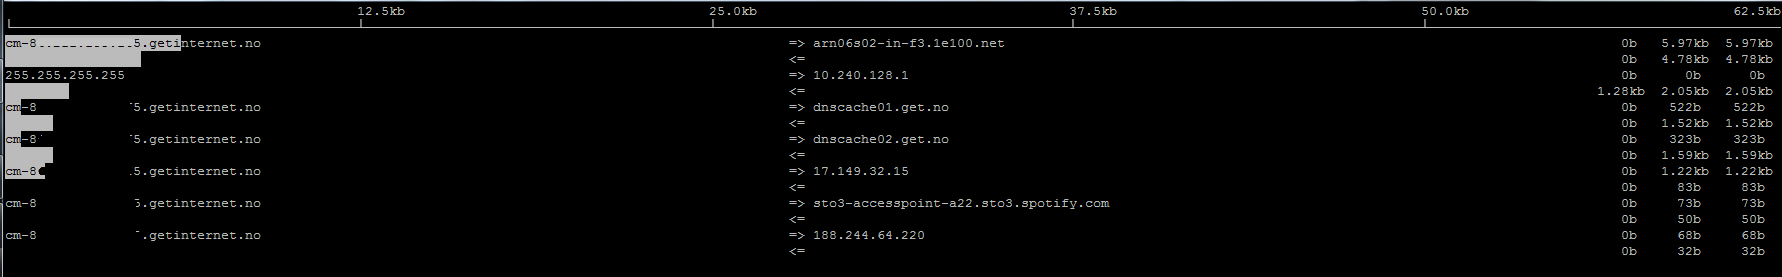 12.5kb 25.0kb 37.5kb 50.0kb 62.5kb
cm-8 5.getinternet.no => arn06s02-in-f3.1e100.net 0b 5.97kb 5.97kb
<= 0b 4.78kb 4.78kb
255.255.255.255 => 10.240.128.1 0b 0b 0b
<= 1.28kb 2.05kb 2.05kb
cm-8 5.getinternet.no => dnscache01.get.no 0b 522b 522b
<= 0b 1.52kb 1.52kb
cm-8 5.getinternet.no => dnscache02.get.no 0b 323b 323b
<= 0b 1.59kb 1.59kb
cm-8 5.getinternet.no => 17.149.32.15 0b 1.22kb 1.22kb
<= 0b 83b 83b
cm-8 5.getinternet.no => sto3-accesspoint-a22.sto3.spotify.com 0b 73b 73b
<= 0b 50b 50b
cm-8 .getinternet.no => 188.244.64.220 0b 68b 68b
<= 0b 32b 32b